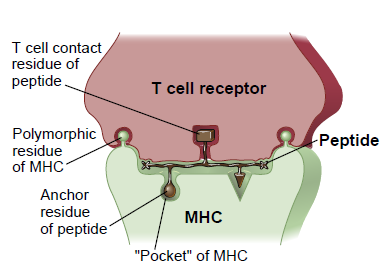 T cell contact
residue of
peptide
T cell receptor
Polymorphic
residue
of MHC
Peptide
Anchor
residue
of peptide
MHC
"Pocket" of MHC